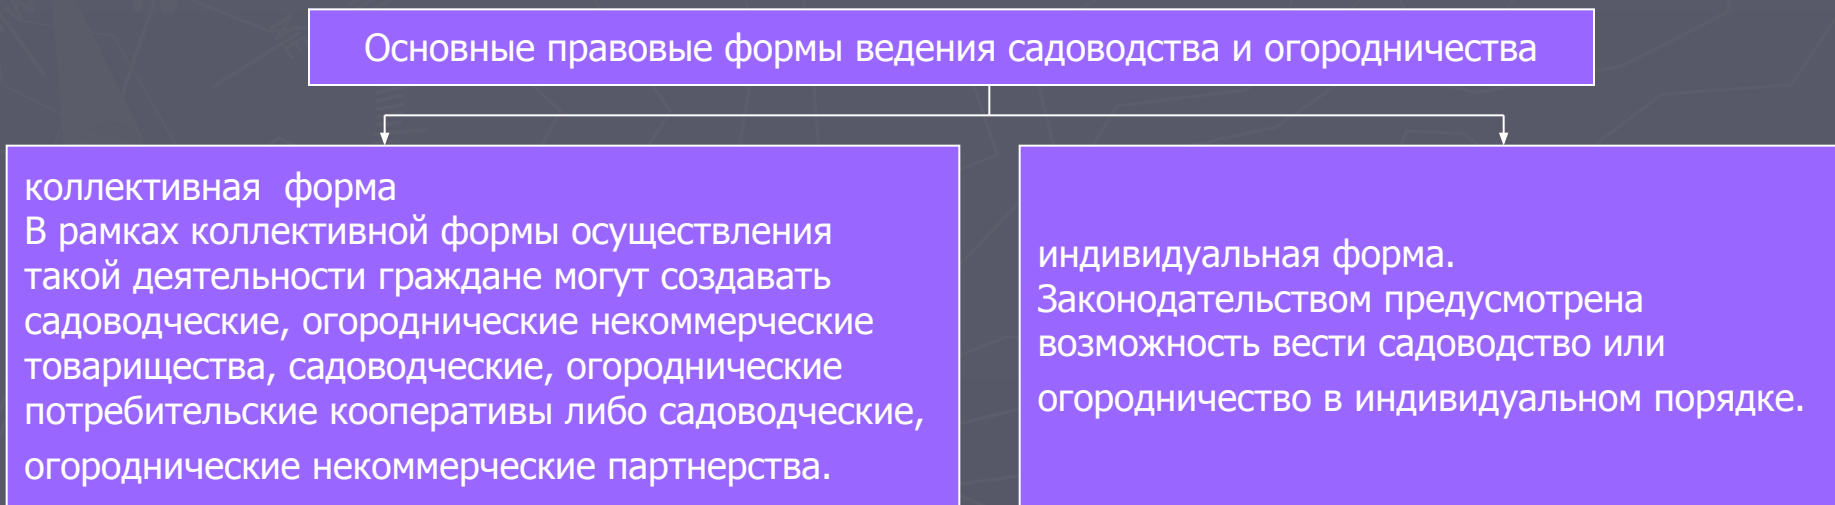 Основные правовые формы ведения садоводства и огородничества
коллективная форма
В рамках коллективной формы осуществления
такой деятельности граждане могут создавать
садоводческие, огороднические некоммерческие
товарищества, садоводческие, огороднические
потребительские кооперативы либо садоводческие,
огороднические некоммерческие партнерства.
индивидуальная форма.
Законодательством предусмотрена
возможность вести садоводство или
огородничество в индивидуальном порядке.